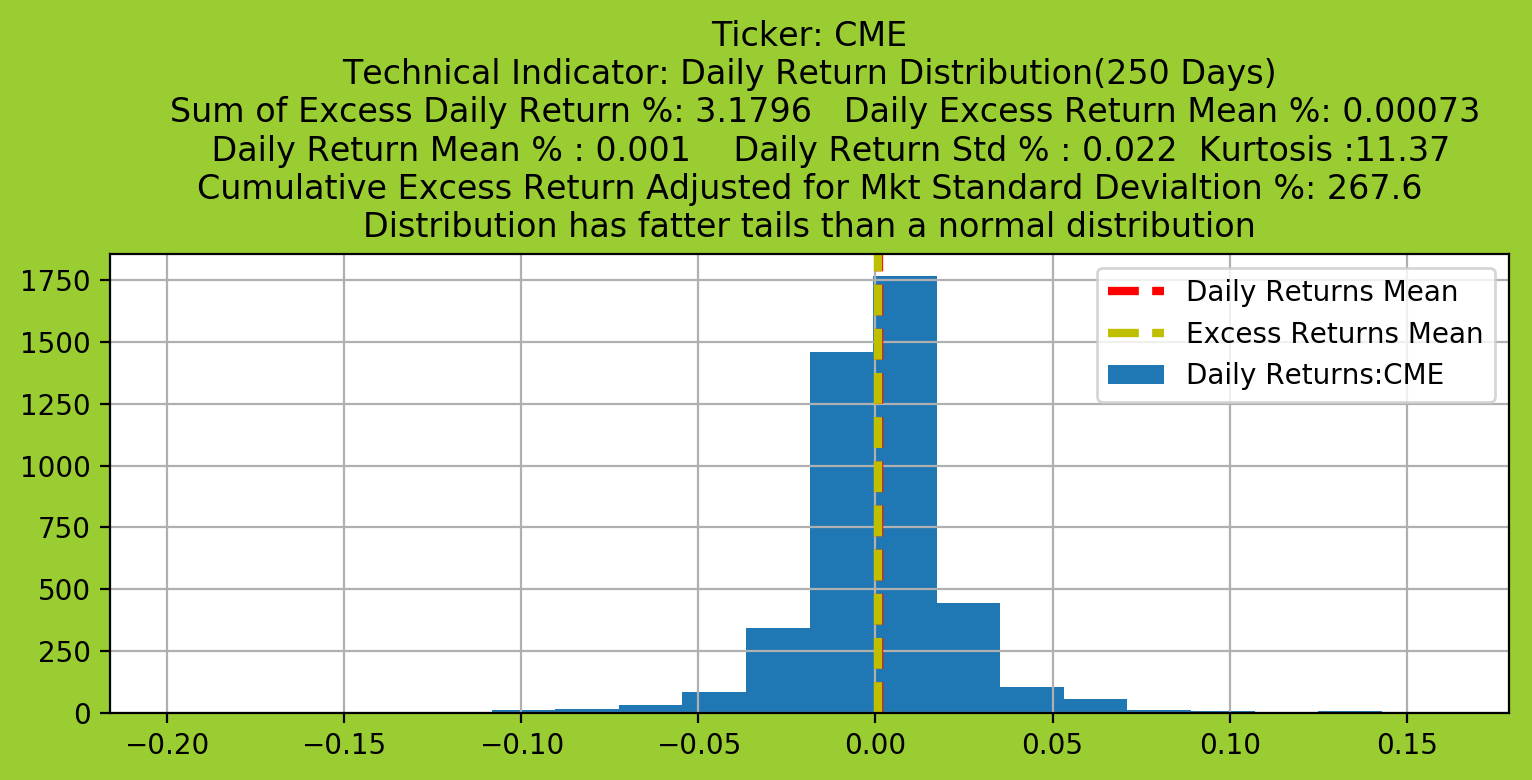 Ticker: CME
Technical Indicator: Daily Return Distribution(250 Days)
Sum of Excess Daily Return %: 3.1796   Daily Excess Return Mean %: 0.00073
Daily Return Mean % : 0.001    Daily Return Std % : 0.022  Kurtosis :11.37
Cumulative Excess Return Adjusted for Mkt Standard Devialtion %: 267.6
Distribution has fatter tails than a normal distribution
1750
1500
1250
1000
750
500
250
0
Daily Returns Mean
Excess Returns Mean
Daily Returns:CME
−0.20 −0.15 −0.10 −0.05 0.00 0.05 0.10 0.15